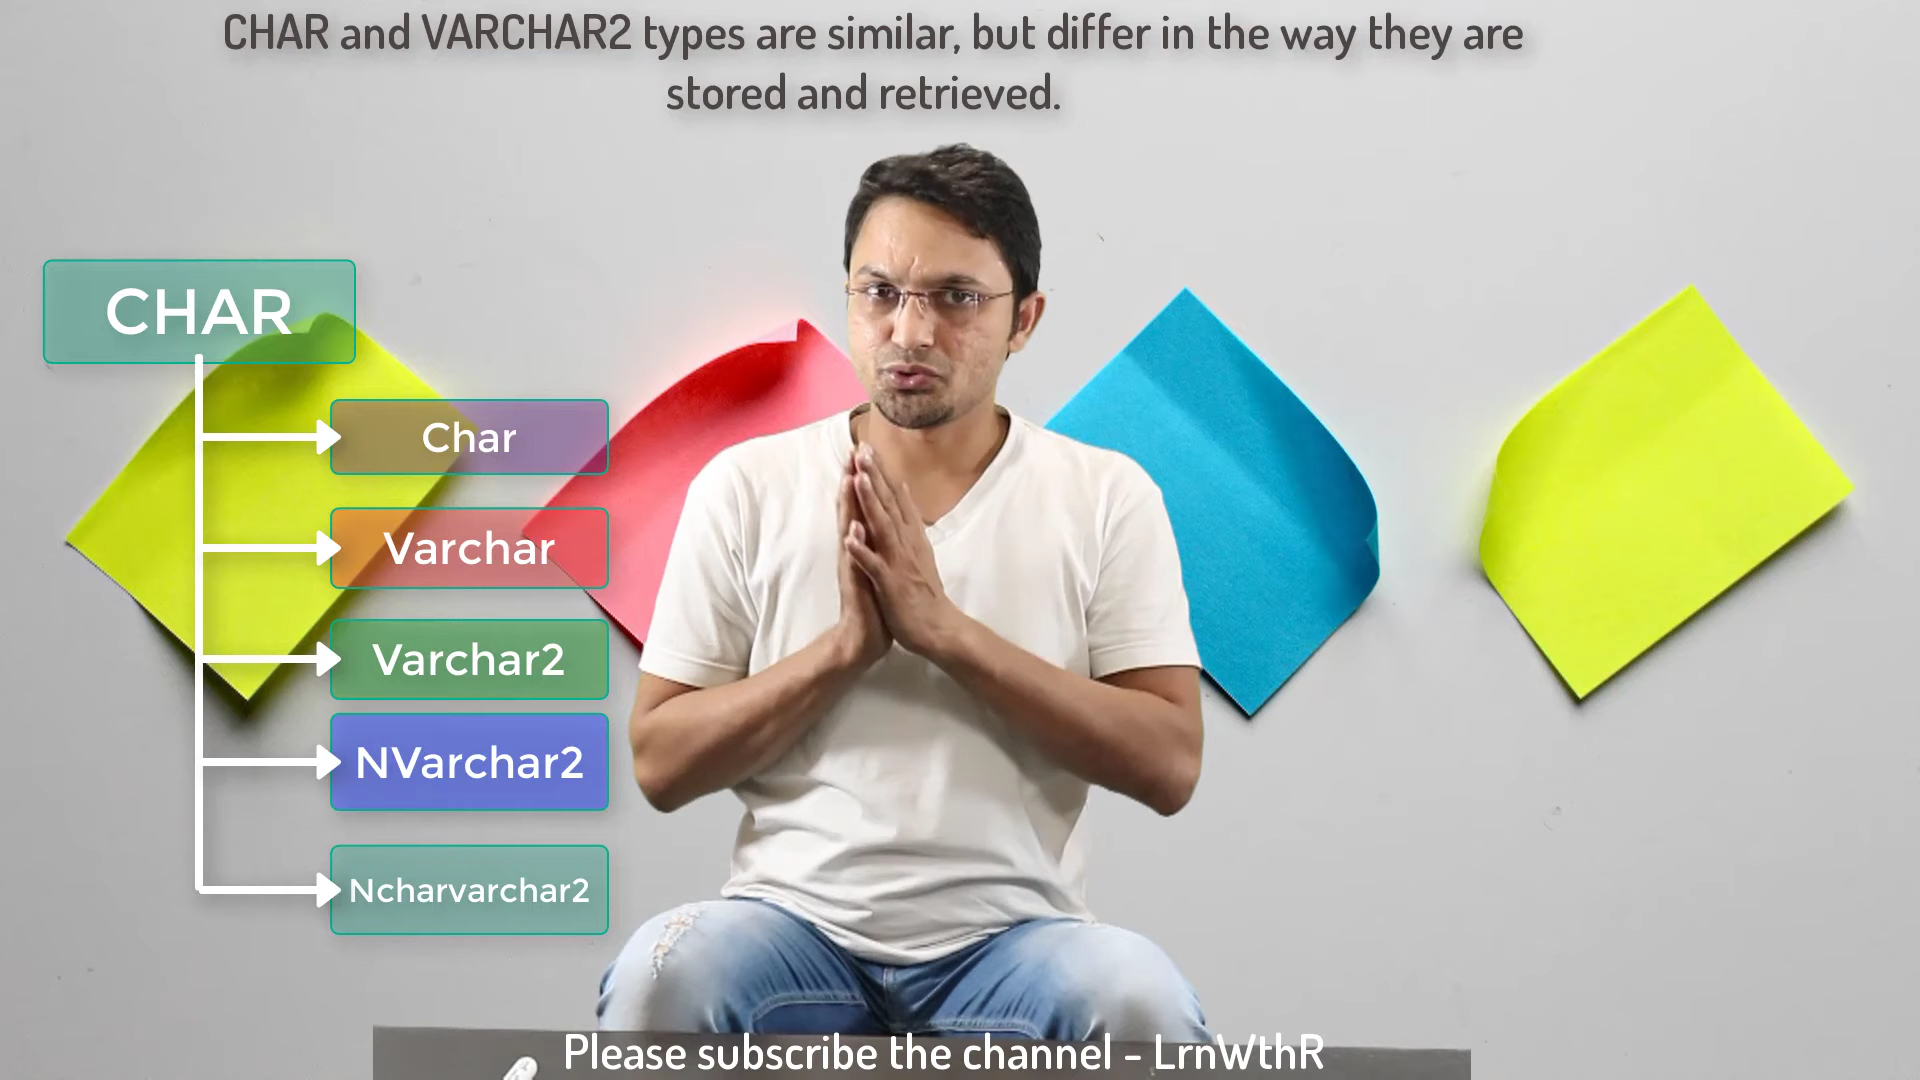 CHAR and VARCHAR2 types are similar, but differ in the way they are
stored and retrieved.
CHAR
Char
Varchar
Varchar2
NVarchar2
Ncharvarchar2
Please subscribe the channel - LrnWthR